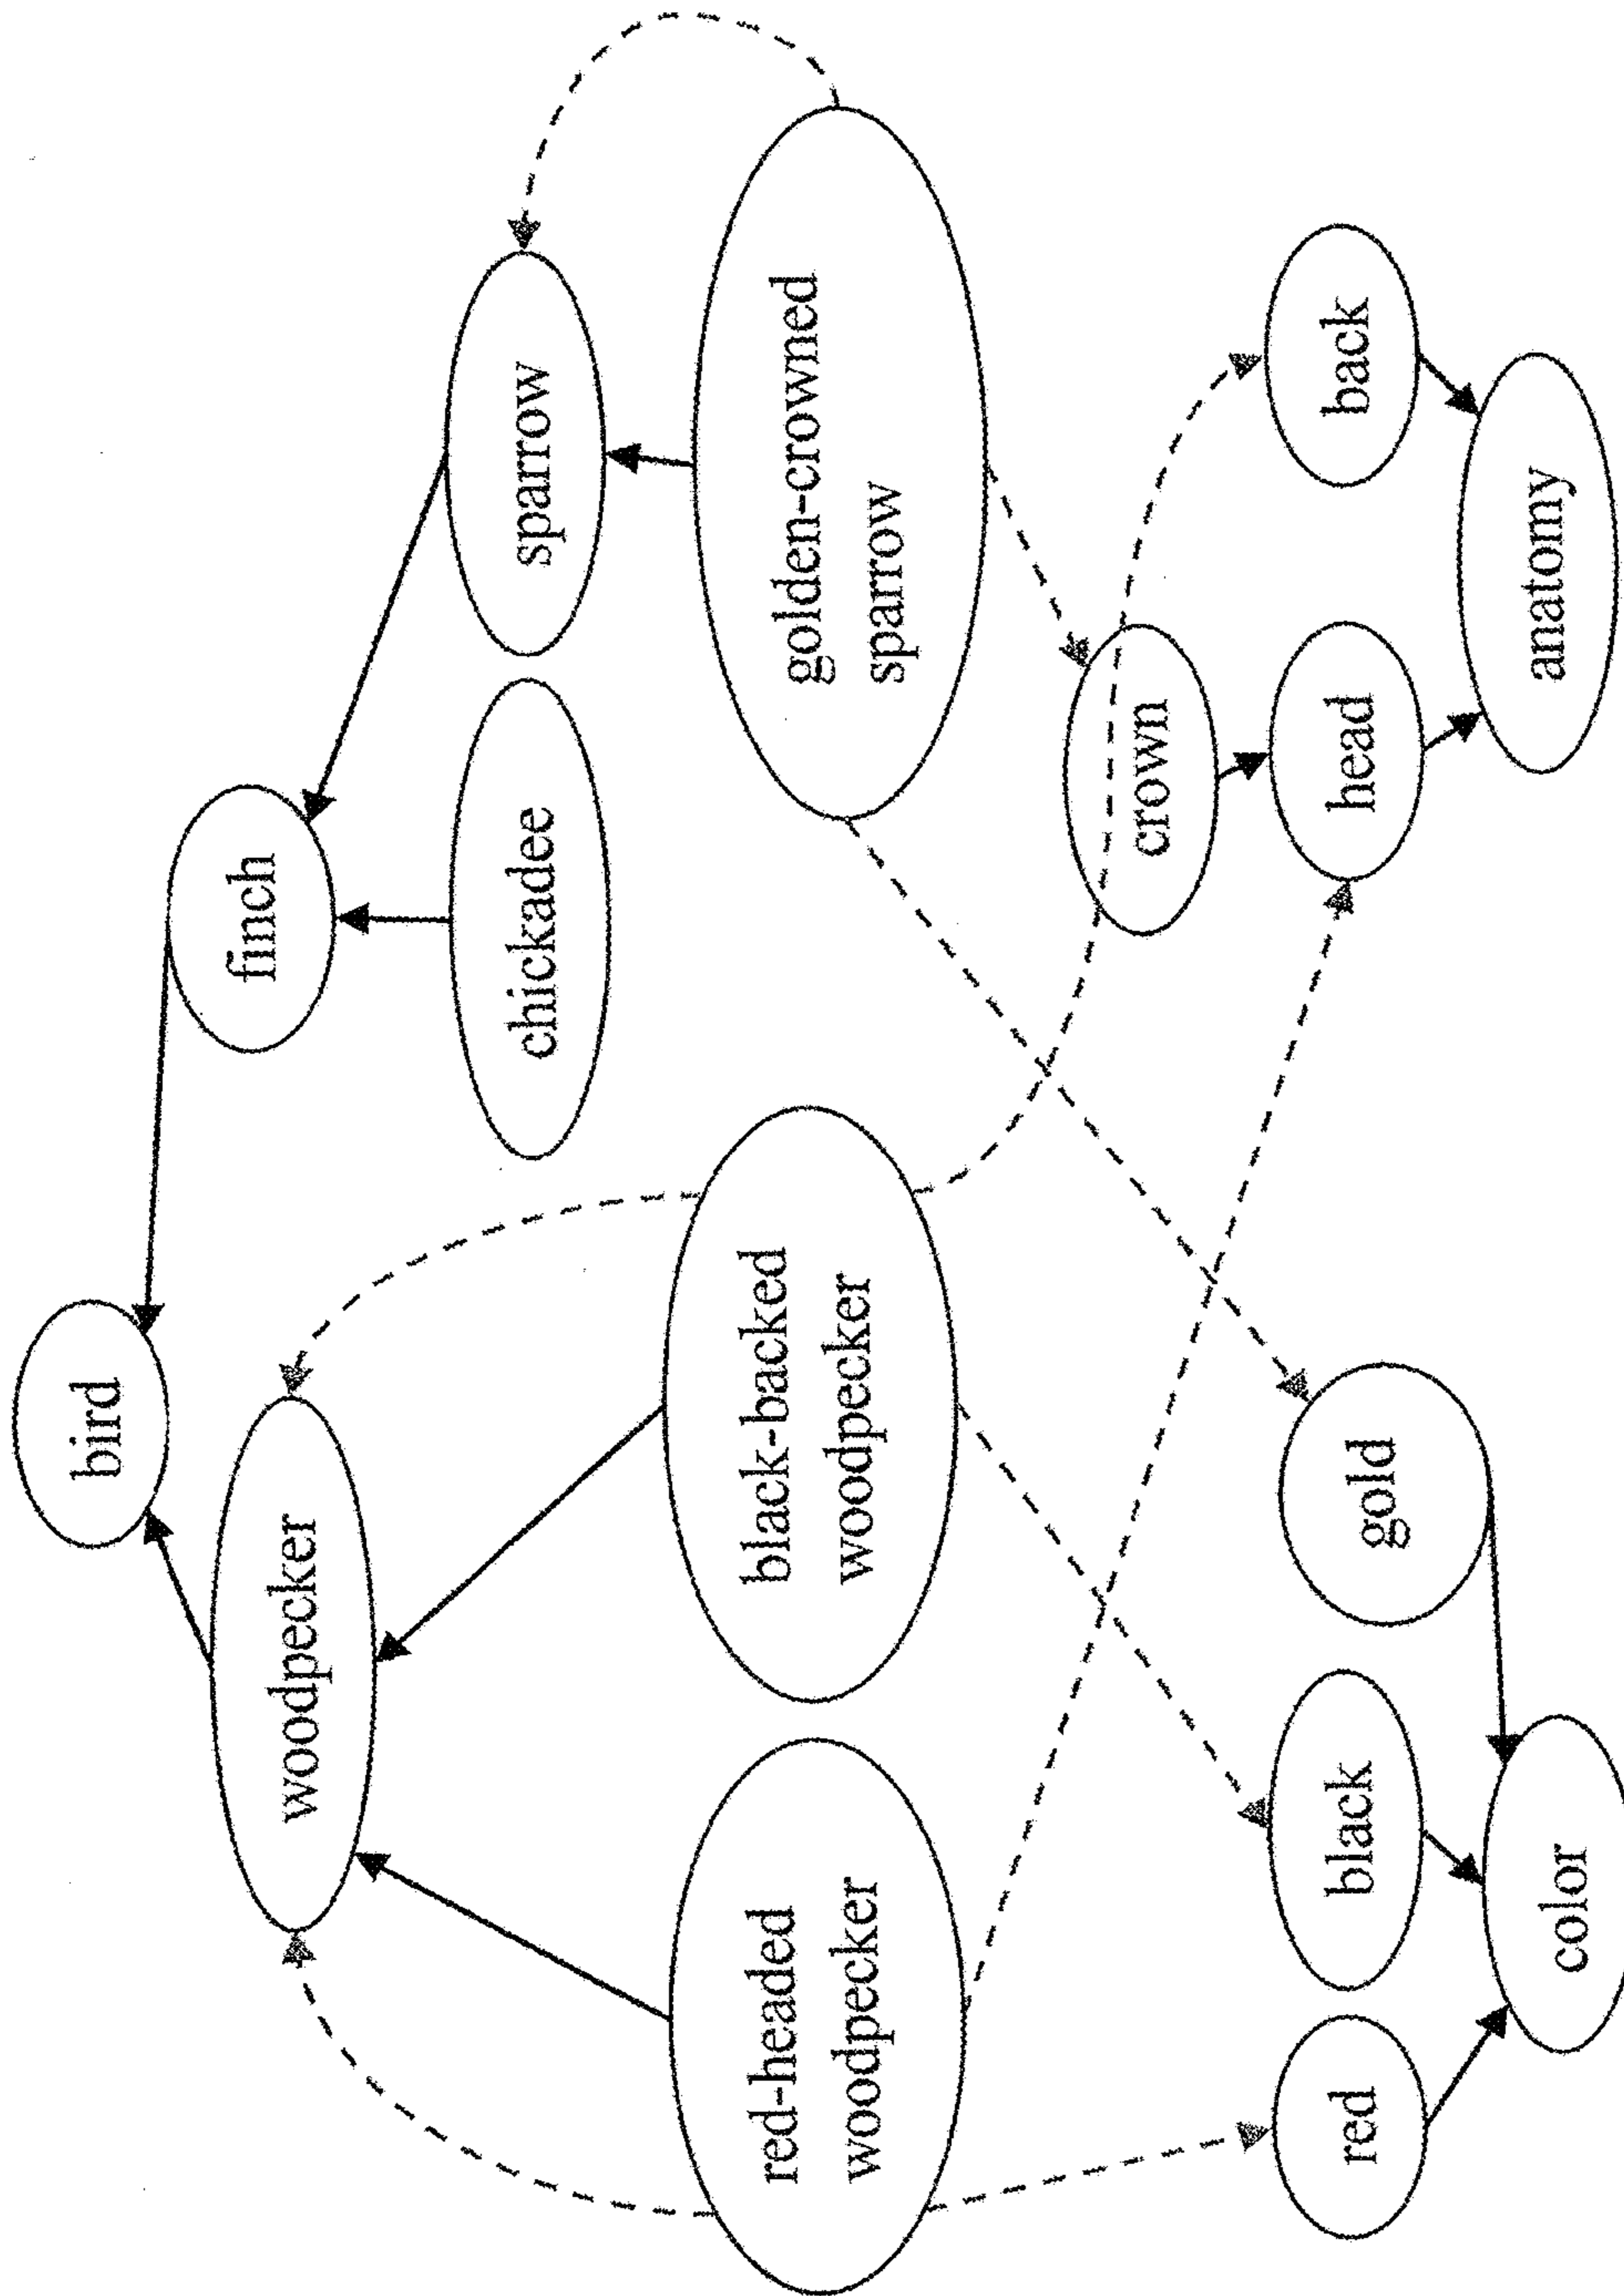 bird
woodpecker
finch
chickadee
sparrow
red-headed
woodpecker
black-backed
woodpecker
golden-crowned
sparrow
crown
red
black
gold
head
back
color
anatomy